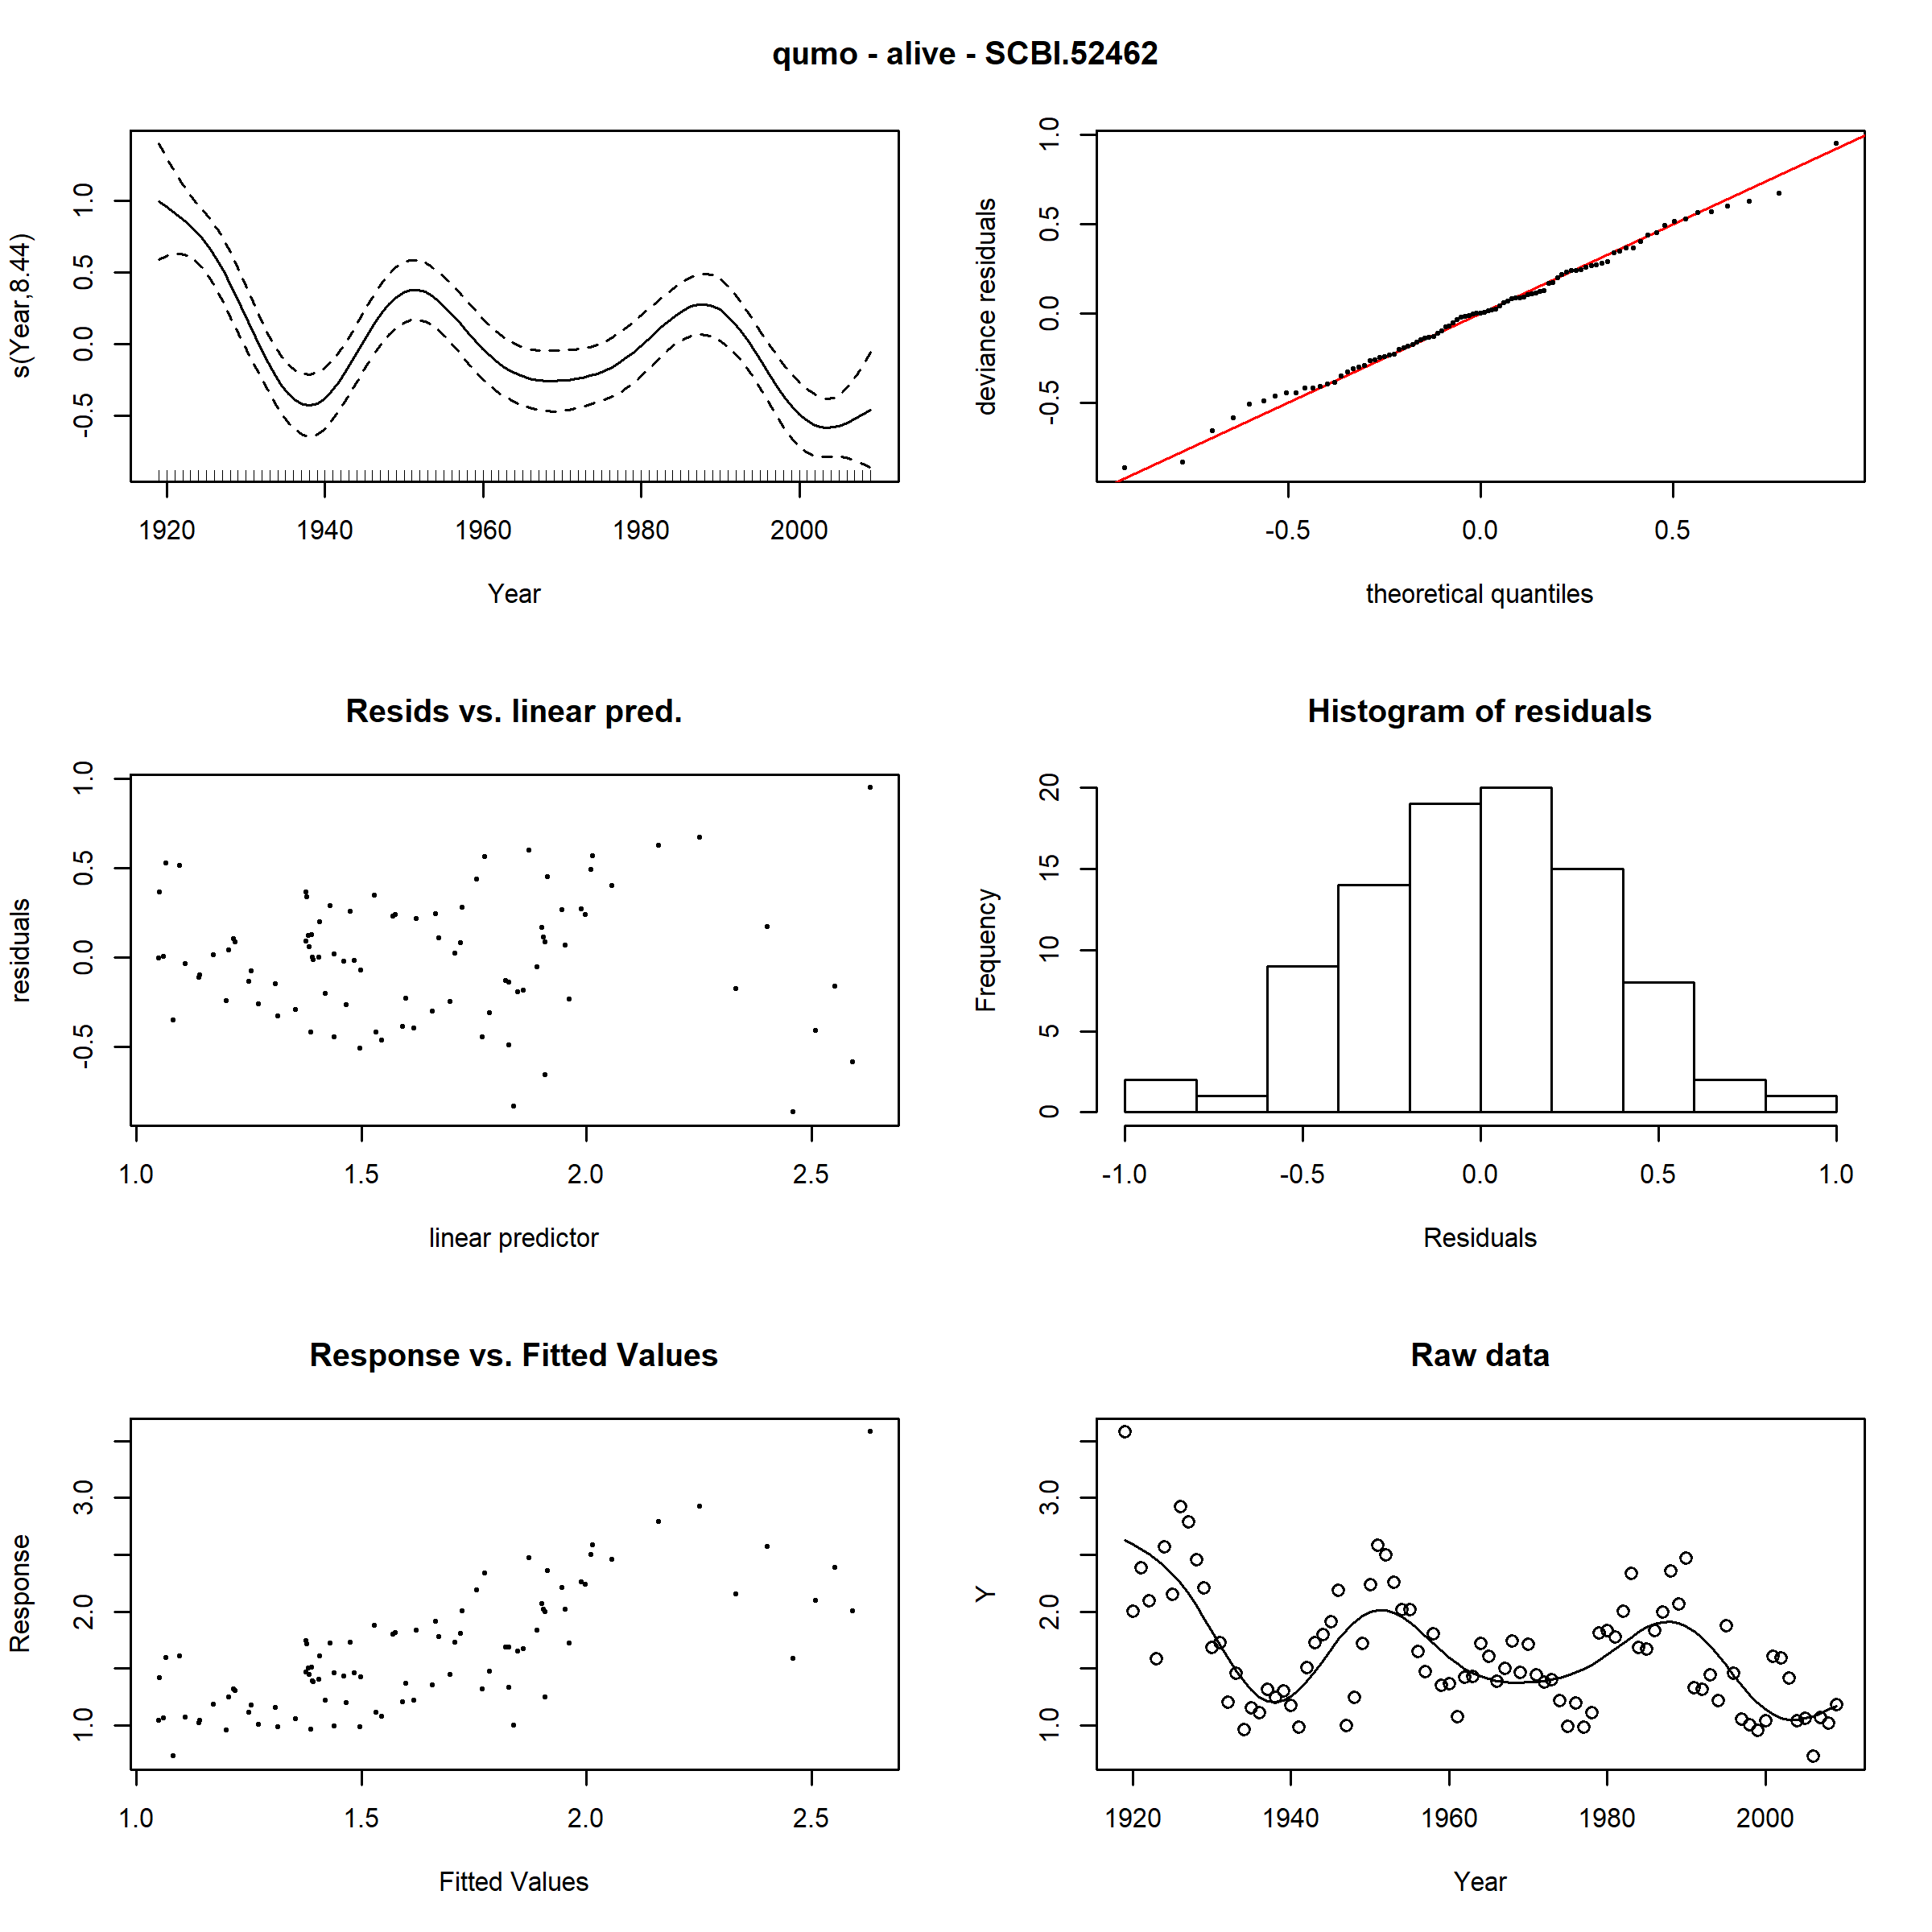 qumo - alive - SCBI.52462
s(Year,8.44)
-0.5 0.0 0.5 1.0
1920 1940 1960 1980 2000
Year
deviance residuals
-0.5 0.0 0.5 1.0
-0.5 0.0 0.5
theoretical quantiles
Resids vs. linear pred.
residuals
-0.5 0.0 0.5 1.0
1.0 1.5 2.0 2.5
linear predictor
Histogram of residuals
Frequency
0 5 10 15 20
-1.0 -0.5 0.0 0.5 1.0
Residuals
Response vs. Fitted Values
Response
1.0 2.0 3.0
1.0 1.5 2.0 2.5
Fitted Values
Raw data
Y
1.0 2.0 3.0
1920 1940 1960 1980 2000
Year